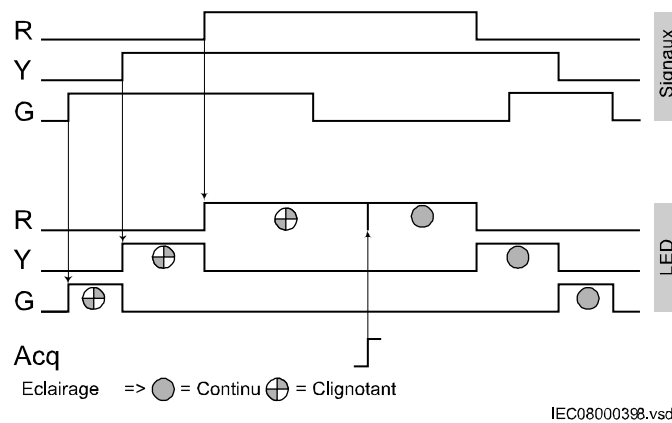 R
Y
G
Signaux
R
Y
G
LED
Acq
Eclairage => = Continu = Clignotant
IEC08000398.vsd